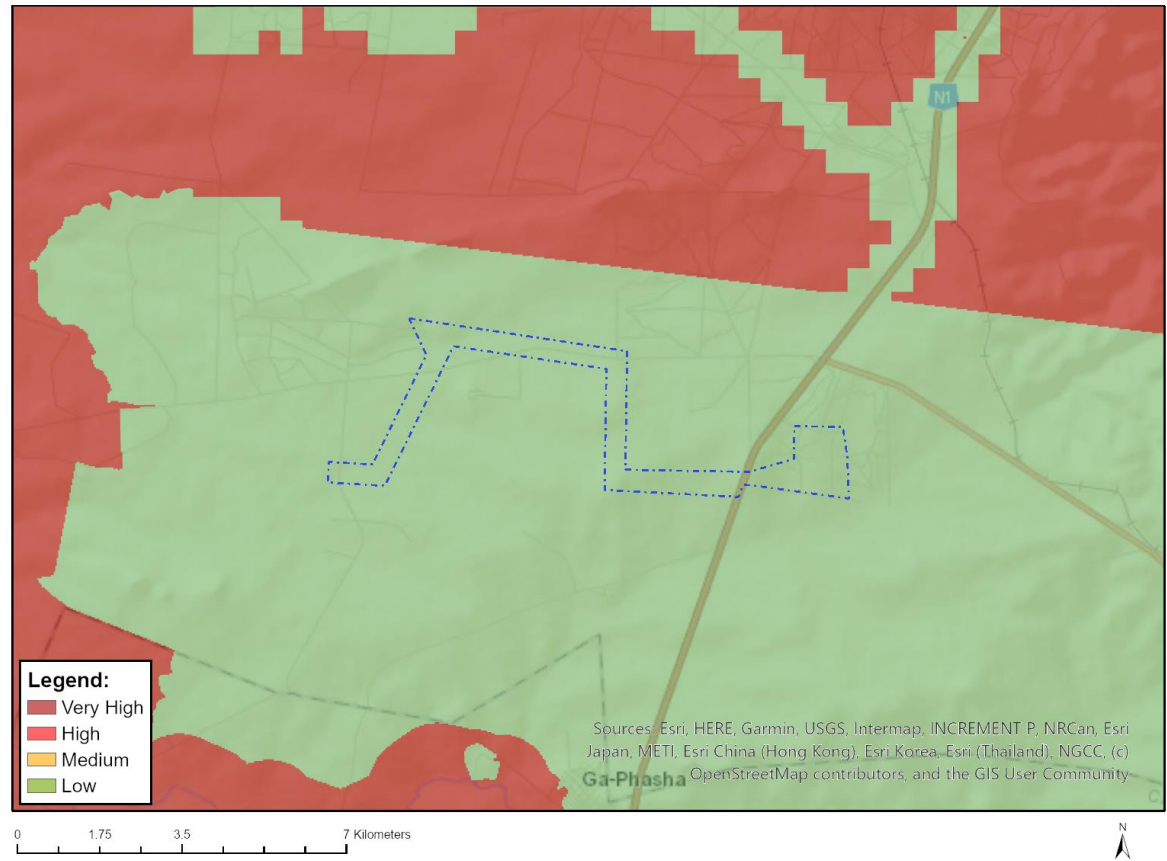 N1
Legend:
Very High
High
Medium
Low
Sources: Esri, HERE, Garmin, USGS, Intermap, INCREMENT P, NRCan, Esri
Japan, METI, Esri China (Hong Kong), Esri Korea, Esri (Thailand), NGCC, (c)
OpenStreetMap contributors, and the GIS User Community
Ga-Phasha
0 1.75 3.5 7 Kilometers
N